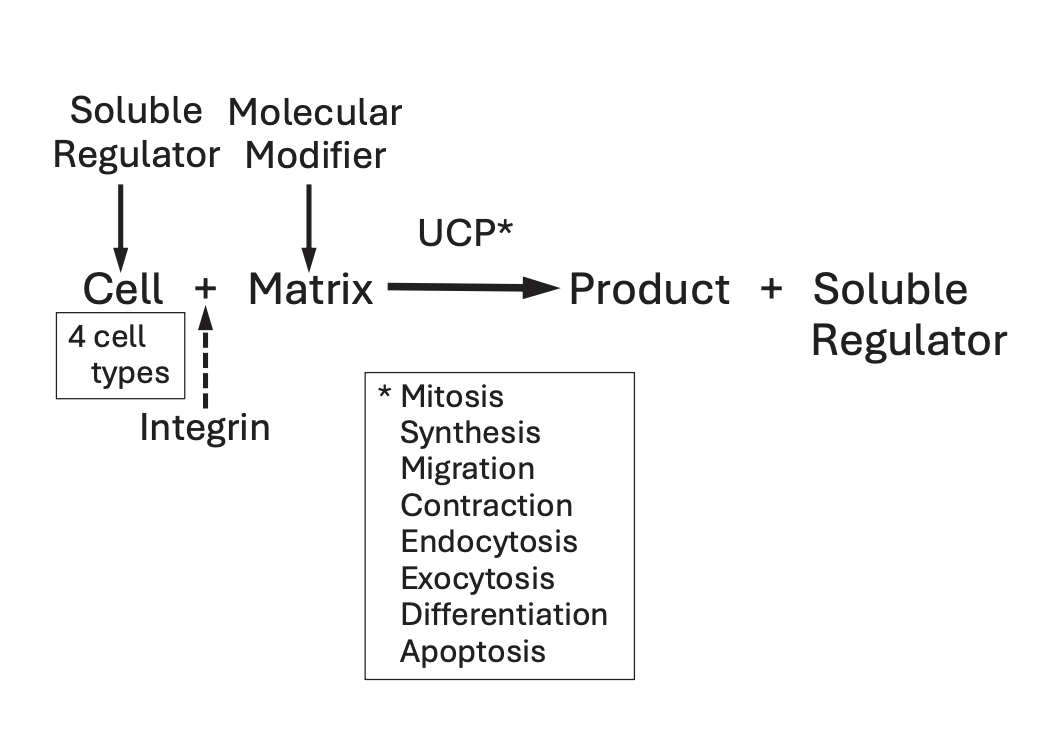 Soluble
Regulator
Molecular
Modifier
UCP*
Cell + Matrix Product + Soluble
Regulator
4 cell
types
Integrin
* Mitosis
Synthesis
Migration
Contraction
Endocytosis
Exocytosis
Differentiation
Apoptosis